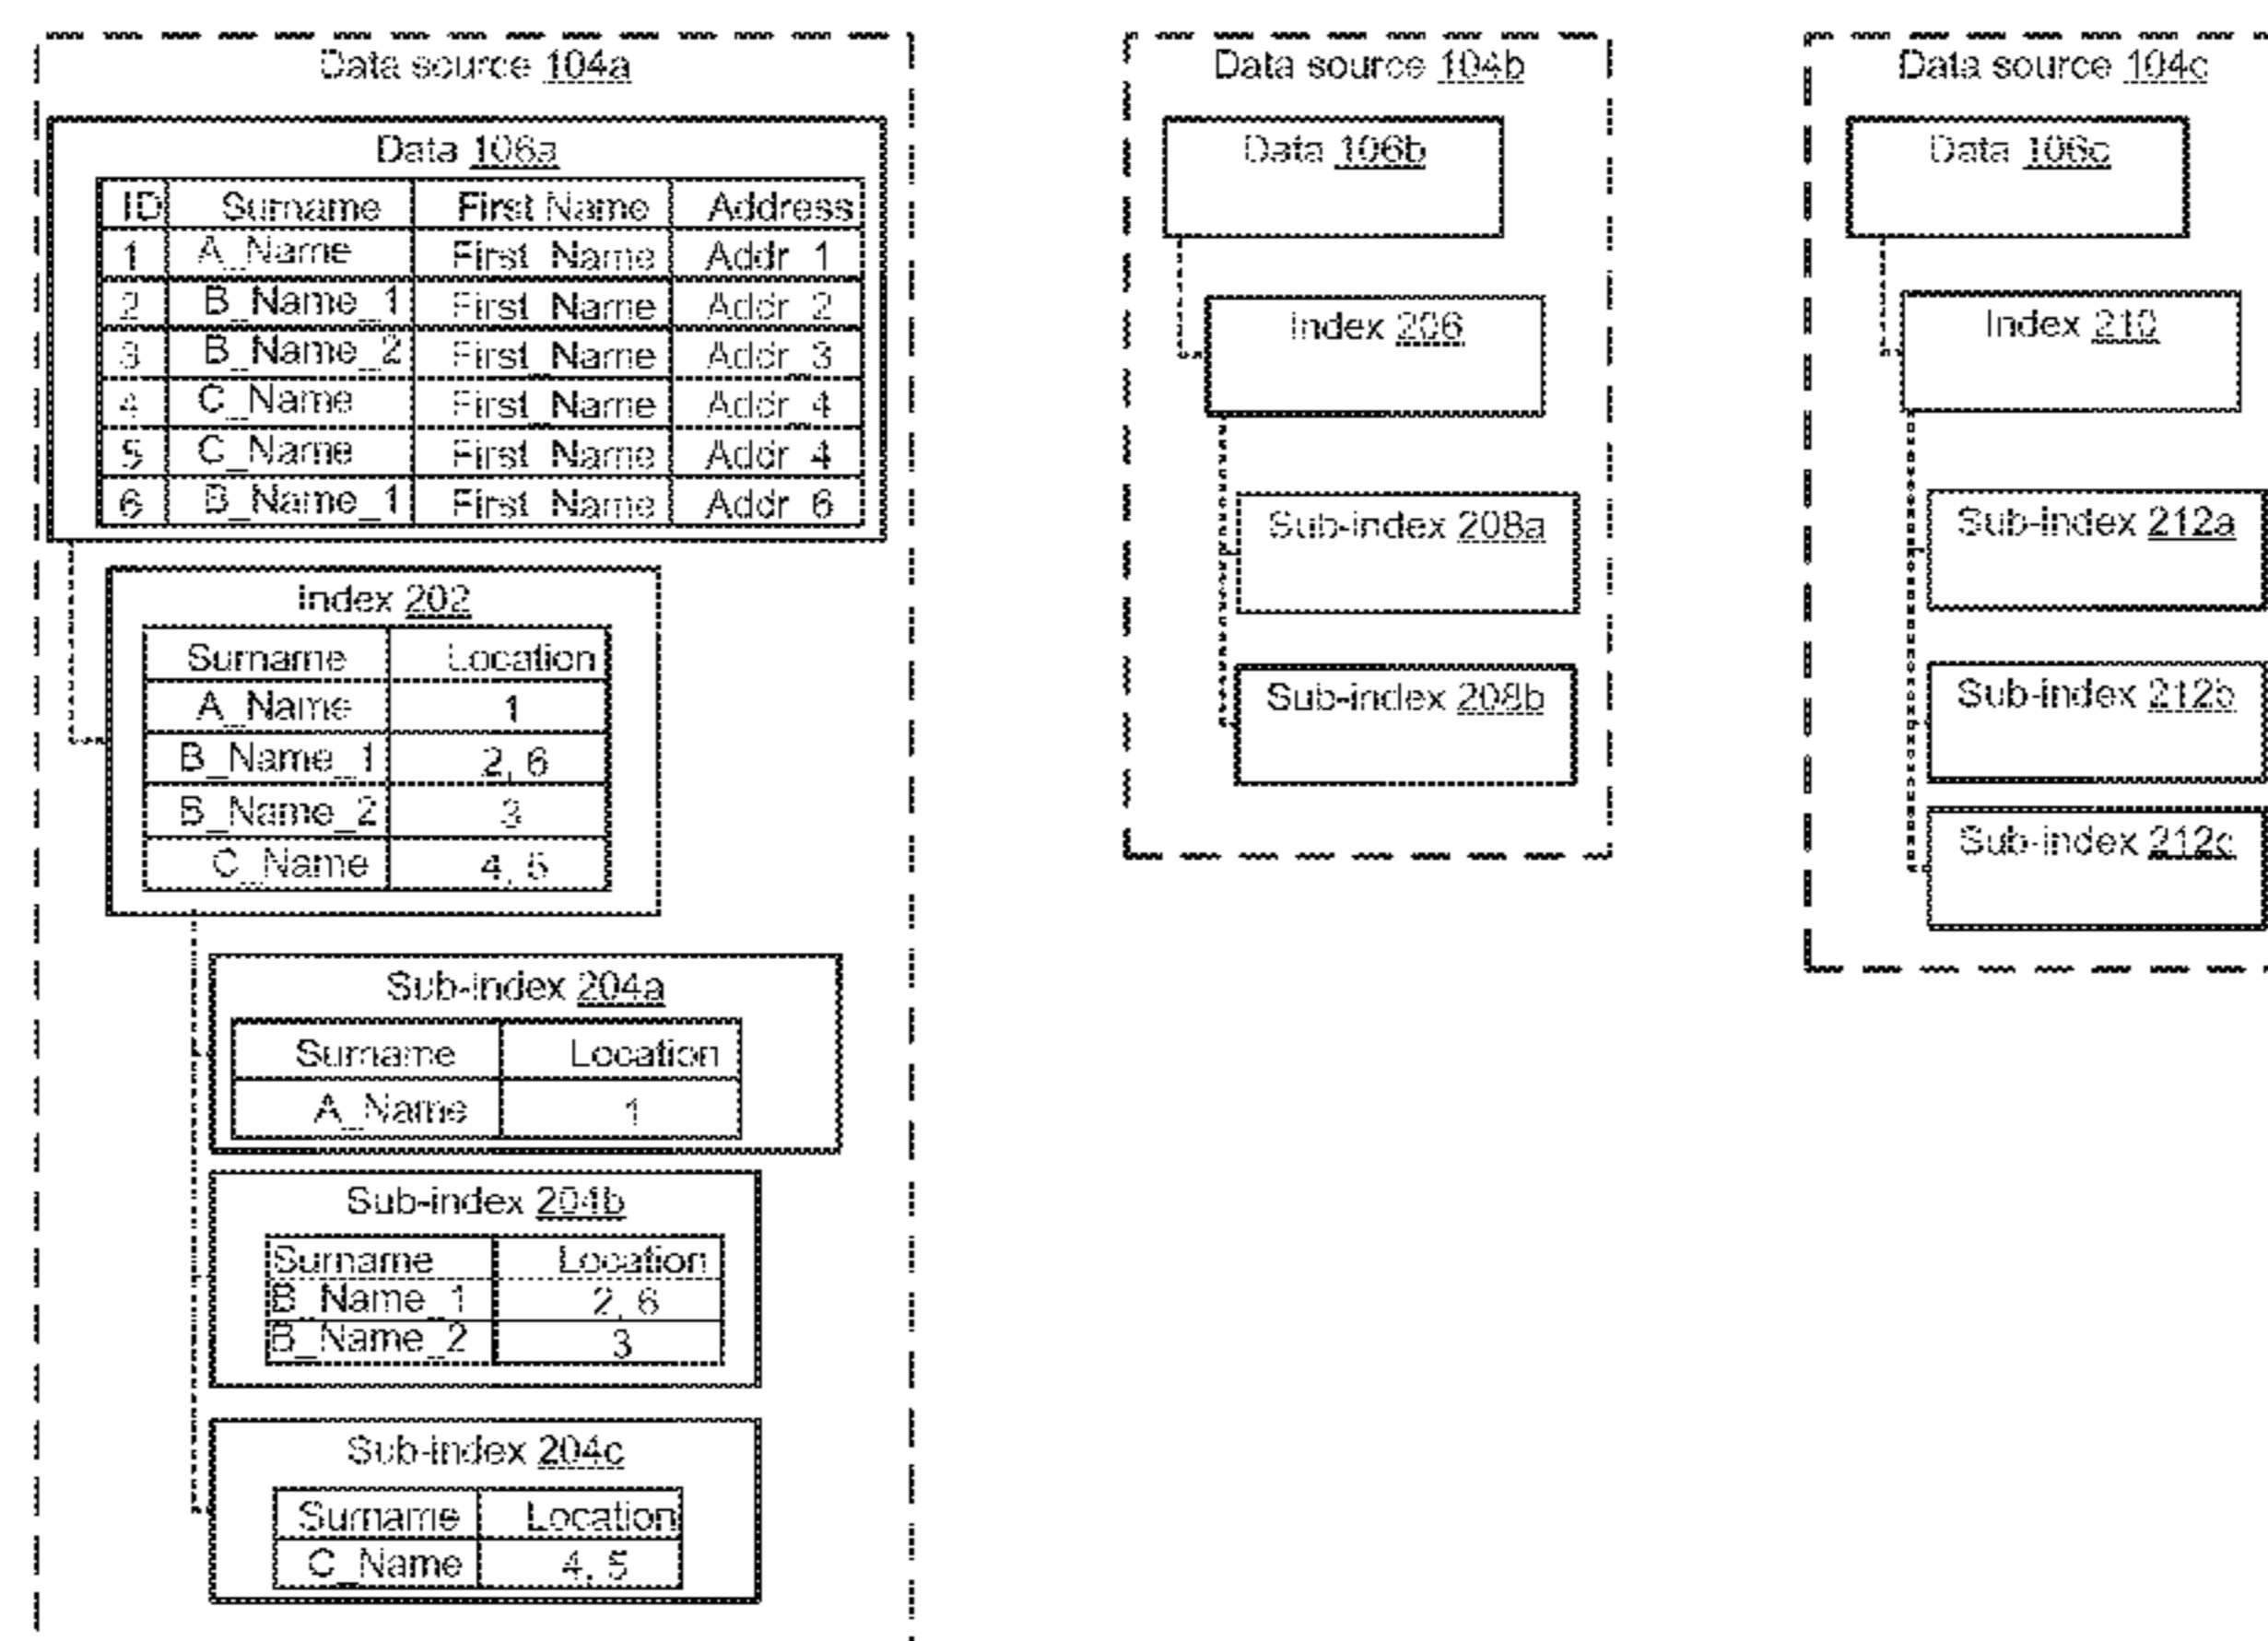 Data source 104a
Data 106a
ID Surname First Name Address
1 A_Name First_Name Addr_1
2 B_Name_1 First_Name Addr_2
3 B_Name_2 First_Name Addr_3
4 C_Name First_Name Addr_4
5 C_Name First_Name Addr_4
6 B_Name_1 First_Name Addr_6
Index 202
Surname Location
A_Name 1
B_Name_1 2, 6
B_Name_2 3
C_Name 4, 5
Sub-index 204a
Surname Location
A_Name 1
Sub-index 204b
Surname Location
B_Name_1 2, 6
B_Name_2 3
Sub-index 204c
Surname Location
C_Name 4, 5
Data source 104b
Data 106b
Index 206
Sub-index 208a
Sub-index 208b
Data source 104c
Data 106c
Index 210
Sub-index 212a
Sub-index 212b
Sub-index 212c